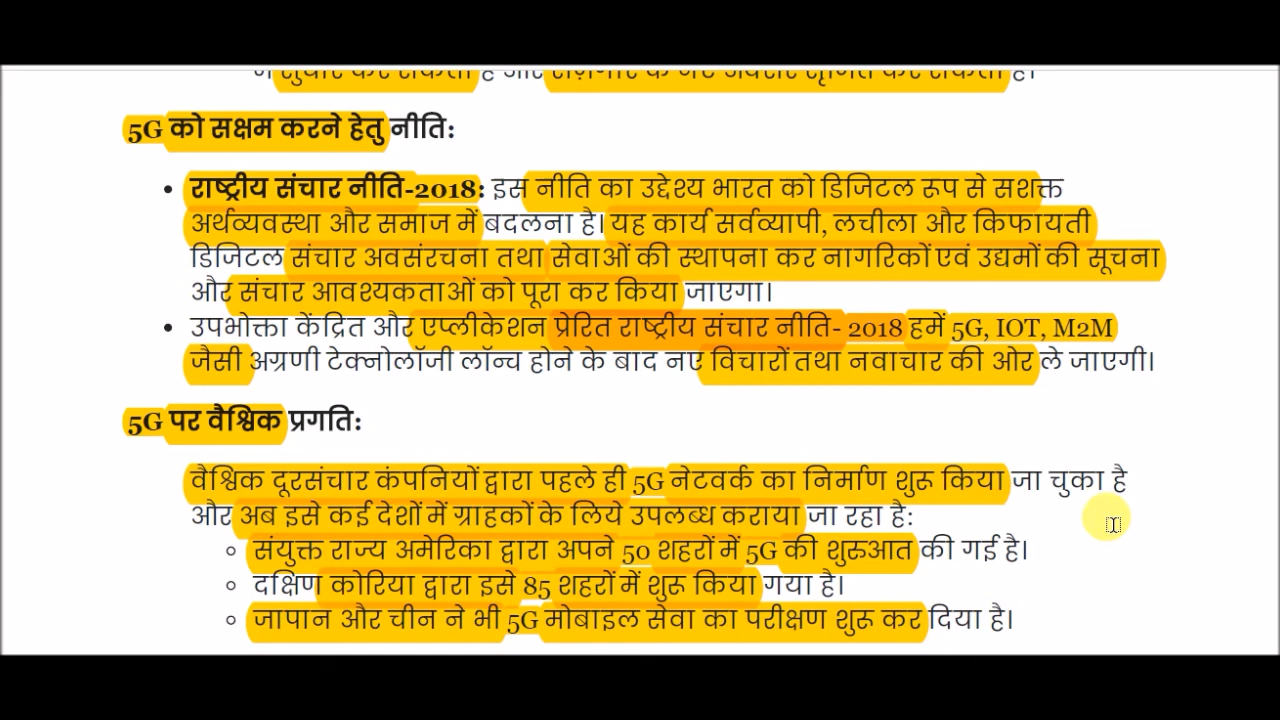 5G को सक्षम करने हेतु नीति:
• राष्ट्रीय संचार नीति-2018: इस नीति का उद्देश्य भारत को डिजिटल रूप से सशक्त
अर्थव्यवस्था और समाज में बदलना है। यह कार्य सर्वव्यापी, लचीला और किफायती
डिजिटल संचार अवसंरचना तथा सेवाओं की स्थापना कर नागरिकों एवं उद्यमों की सूचना
और संचार आवश्यकताओं को पूरा कर किया जाएगा।
• उपभोक्ता केंद्रित और एप्लीकेशन प्रेरित राष्ट्रीय संचार नीति- 2018 हमें 5G, IOT, M2M
जैसी अग्रणी टेक्नोलॉजी लॉन्च होने के बाद नए विचारों तथा नवाचार की ओर ले जाएगी।
5G पर वैश्विक प्रगति:
वैश्विक दूरसंचार कंपनियों द्वारा पहले ही 5G नेटवर्क का निर्माण शुरू किया जा चुका है
और अब इसे कई देशों में ग्राहकों के लिये उपलब्ध कराया जा रहा है:
○ संयुक्त राज्य अमेरिका द्वारा अपने 50 शहरों में 5G की शुरुआत की गई है।
○ दक्षिण कोरिया द्वारा इसे 85 शहरों में शुरू किया गया है।
○ जापान और चीन ने भी 5G मोबाइल सेवा का परीक्षण शुरू कर दिया है।